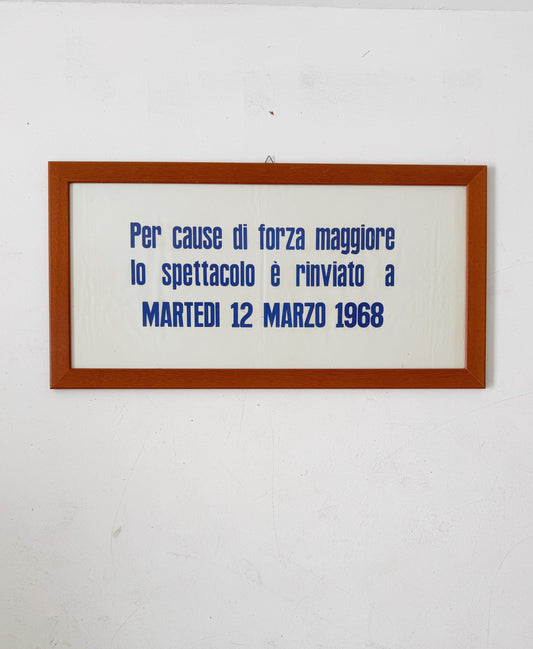 Per cause di forza maggiore
lo spettacolo è rinviato a
MARTEDI 12 MARZO 1968